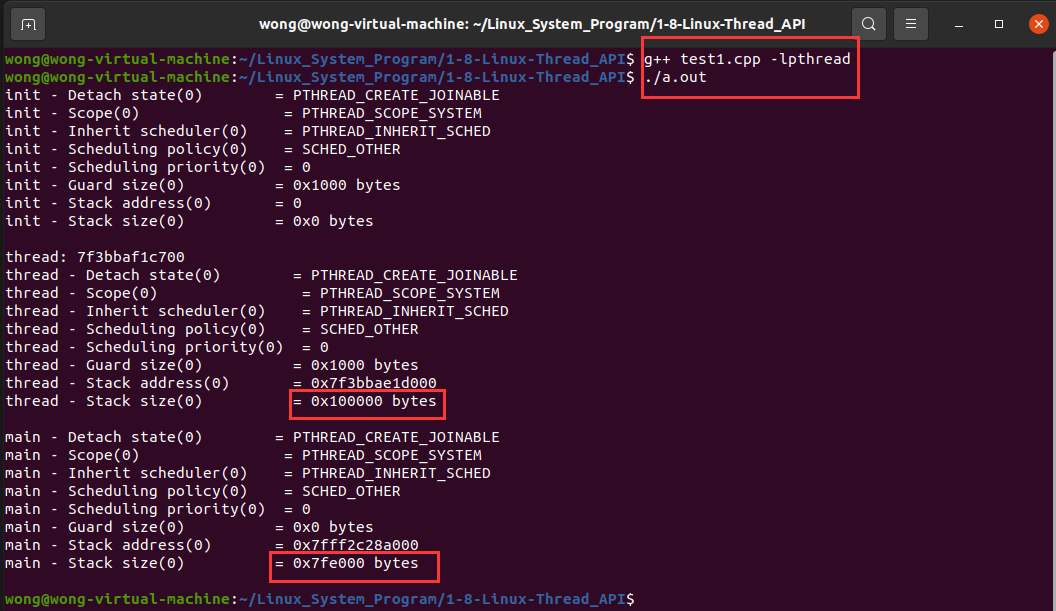 wong@wong-virtual-machine: ~/Linux_System_Program/1-8-Linux-Thread_API
wong@wong-virtual-machine:~/Linux_System_Program/1-8-Linux-Thread_API$ g++ test1.cpp -lpthread
wong@wong-virtual-machine:~/Linux_System_Program/1-8-Linux-Thread_API$ ./a.out
init - Detach state(0)        = PTHREAD_CREATE_JOINABLE
init - Scope(0)                = PTHREAD_SCOPE_SYSTEM
init - Inherit scheduler(0)    = PTHREAD_INHERIT_SCHED
init - Scheduling policy(0)    = SCHED_OTHER
init - Scheduling priority(0)  = 0
init - Guard size(0)          = 0x1000 bytes
init - Stack address(0)       = 0
init - Stack size(0)          = 0x0 bytes

thread: 7f3bbaf1c700
thread - Detach state(0)        = PTHREAD_CREATE_JOINABLE
thread - Scope(0)                = PTHREAD_SCOPE_SYSTEM
thread - Inherit scheduler(0)    = PTHREAD_INHERIT_SCHED
thread - Scheduling policy(0)    = SCHED_OTHER
thread - Scheduling priority(0)  = 0
thread - Guard size(0)          = 0x1000 bytes
thread - Stack address(0)       = 0x7f3bbae1d000
thread - Stack size(0)          = 0x100000 bytes

main - Detach state(0)        = PTHREAD_CREATE_JOINABLE
main - Scope(0)                = PTHREAD_SCOPE_SYSTEM
main - Inherit scheduler(0)    = PTHREAD_INHERIT_SCHED
main - Scheduling policy(0)    = SCHED_OTHER
main - Scheduling priority(0)  = 0
main - Guard size(0)          = 0x0 bytes
main - Stack address(0)       = 0x7fff2c28a000
main - Stack size(0)          = 0x7fe000 bytes

wong@wong-virtual-machine:~/Linux_System_Program/1-8-Linux-Thread_API$